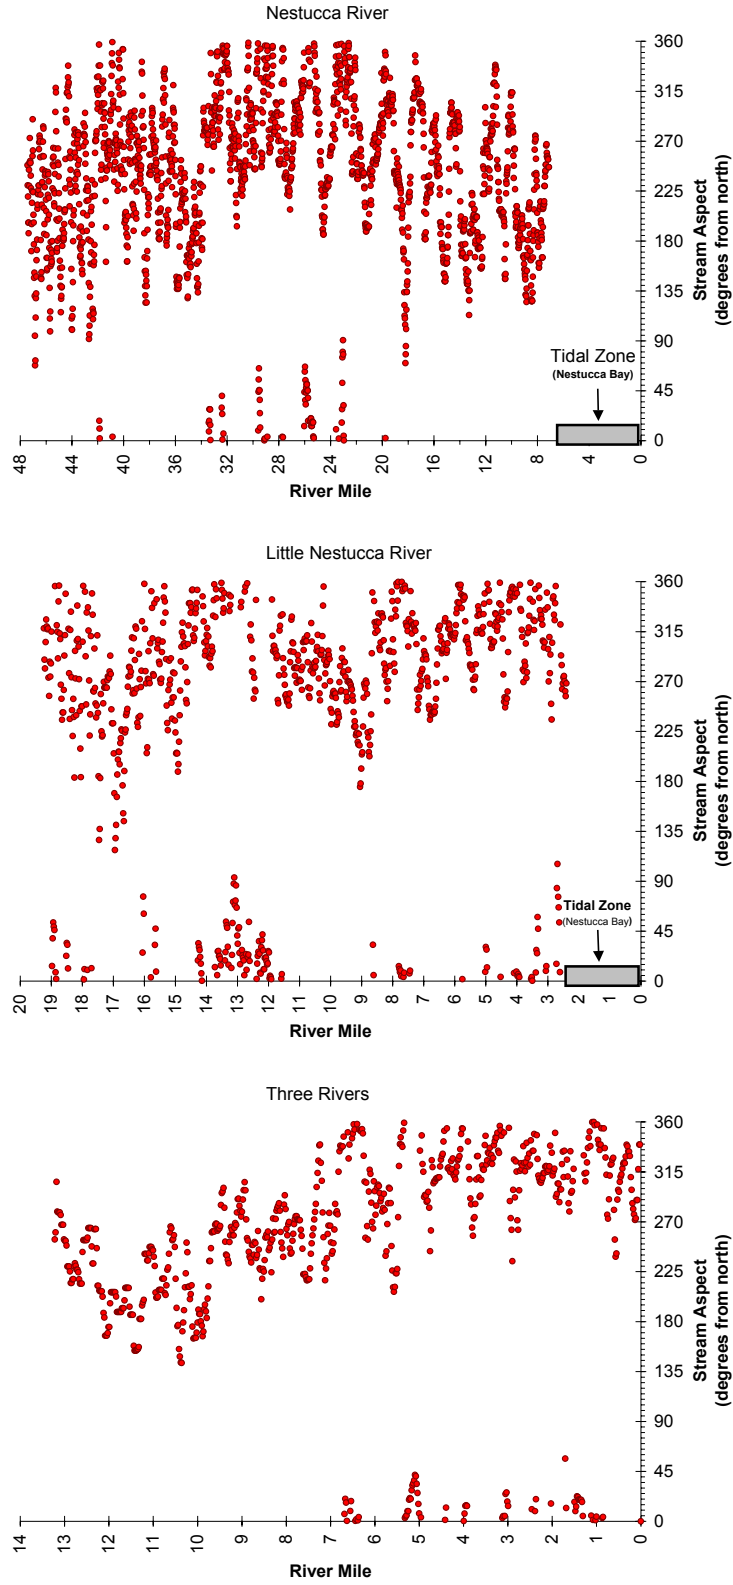 Nestucca River
360
315
270
225
180
135
90
45
0
Stream Aspect
(degrees from north)
Tidal Zone
(Nestucca Bay)
48 44 40 36 32 28 24 20 16 12 8 4 0
River Mile
Little Nestucca River
360
315
270
225
180
135
90
45
0
Stream Aspect
(degrees from north)
Tidal Zone
(Nestucca Bay)
20 19 18 17 16 15 14 13 12 11 10 9 8 7 6 5 4 3 2 1 0
River Mile
Three Rivers
360
315
270
225
180
135
90
45
0
Stream Aspect
(degrees from north)
14 13 12 11 10 9 8 7 6 5 4 3 2 1 0
River Mile